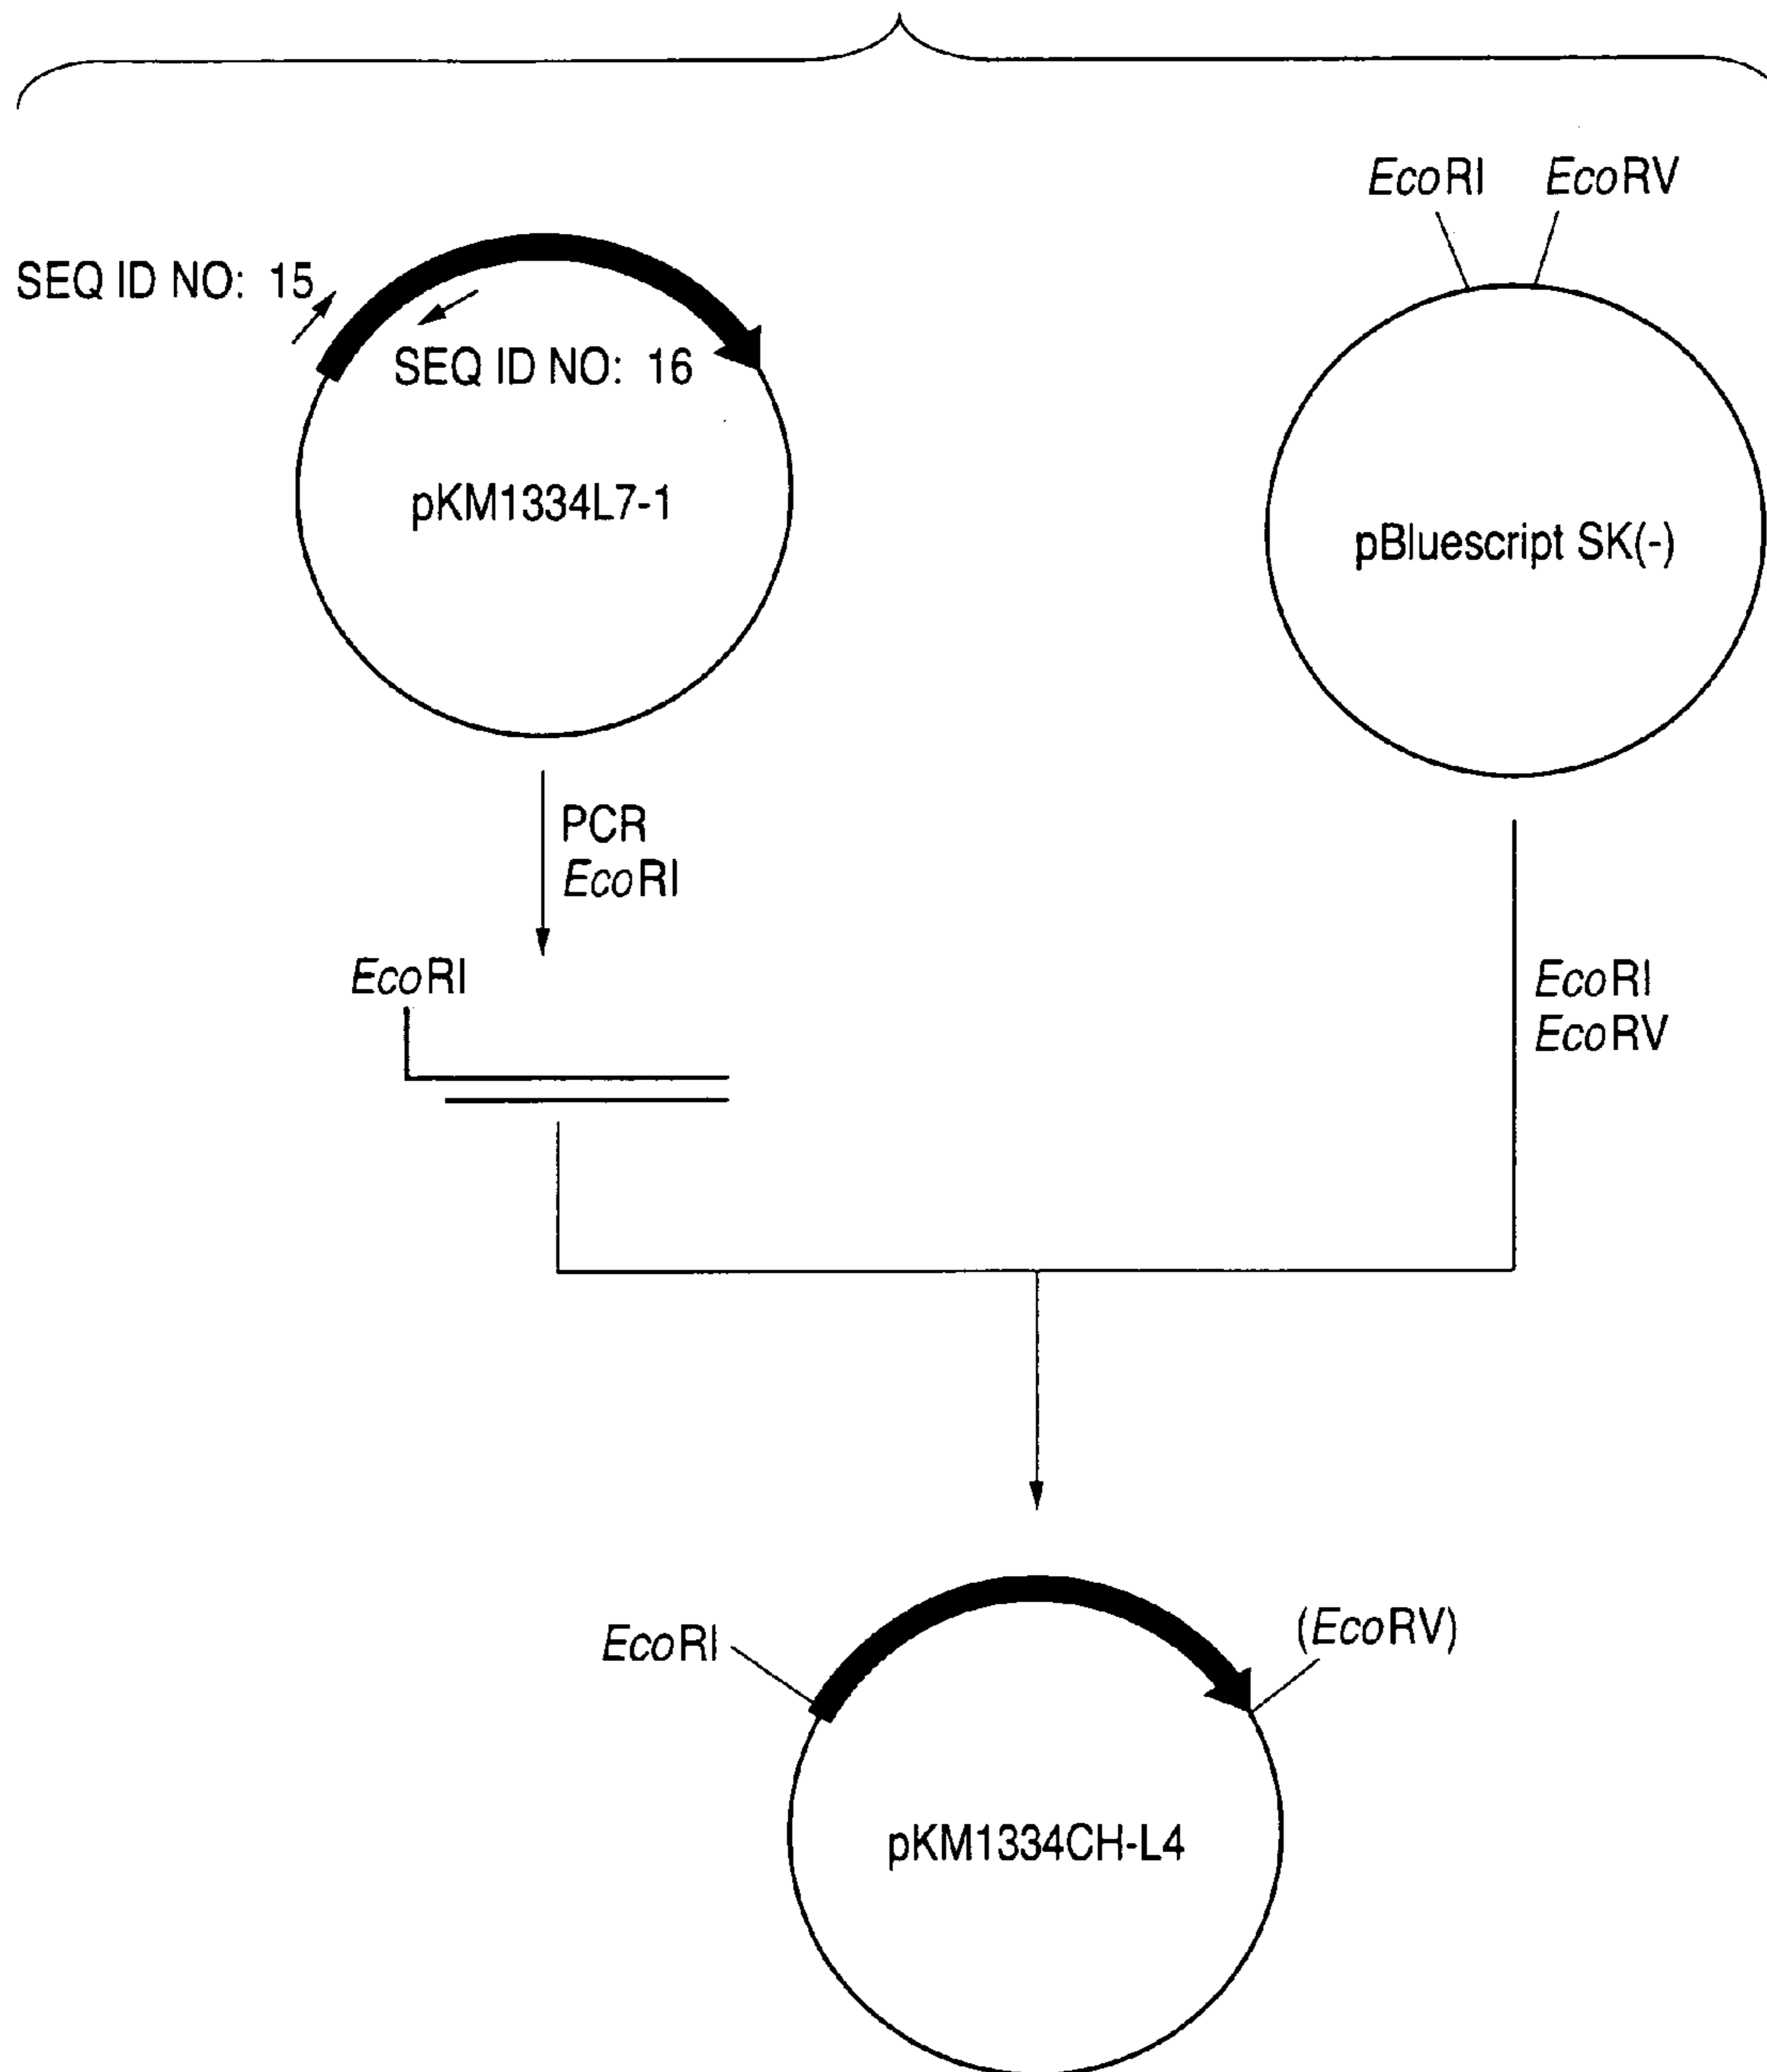 EcoRI EcoRV
SEQ ID NO: 15
SEQ ID NO: 16
pKM1334L7-1
pBluescript SK(-)
PCR
EcoRI
EcoRI
EcoRI
EcoRV
EcoRI
(EcoRV)
pKM1334CH-L4